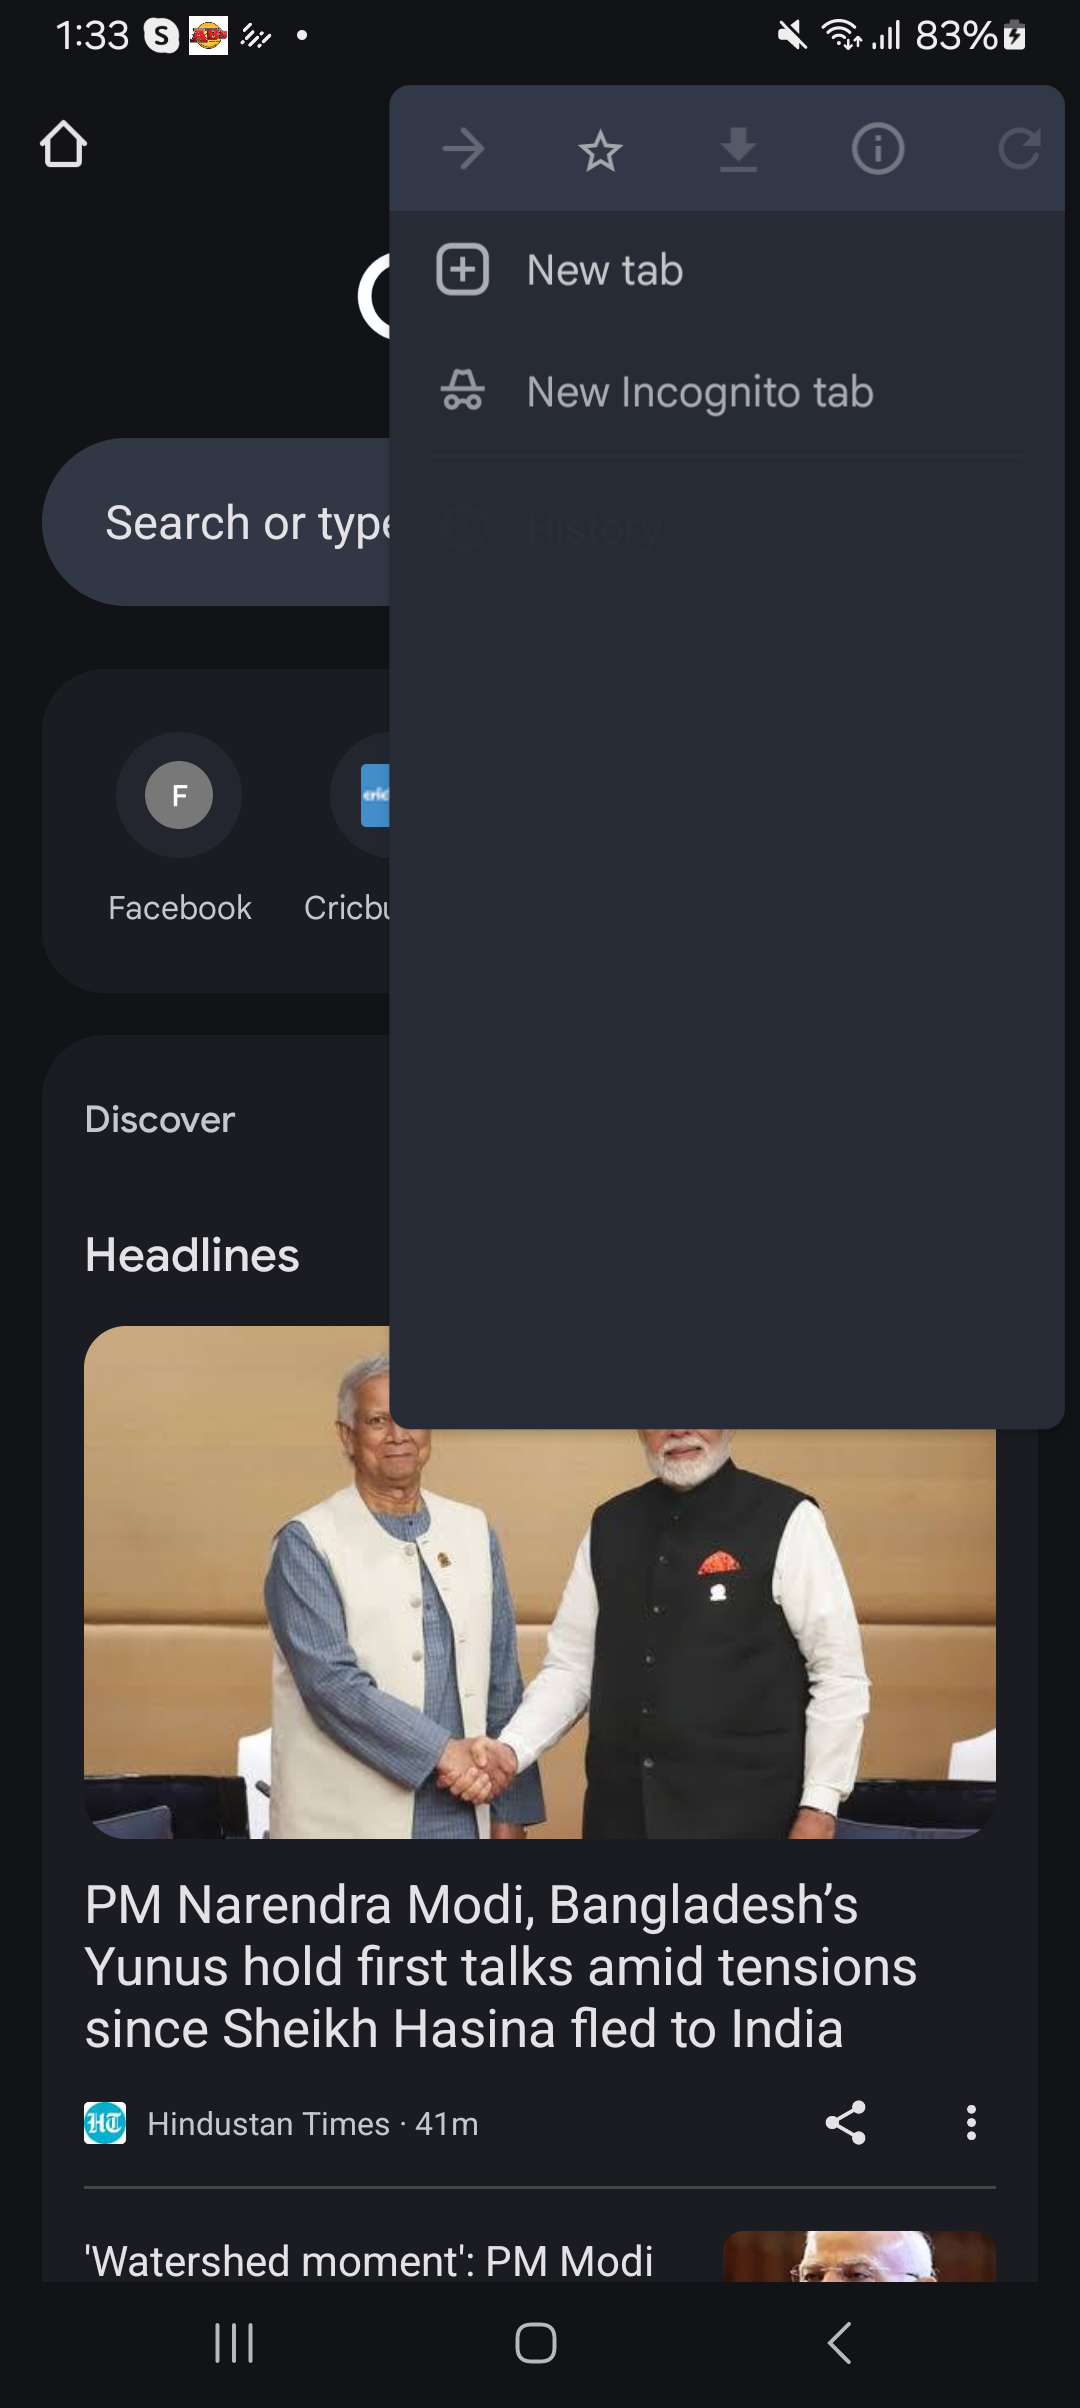 1:33
83%
New tab
New Incognito tab
History
Search or type
F
cric
Facebook
Cricbu
Discover
Headlines
PM Narendra Modi, Bangladesh’s
Yunus hold first talks amid tensions
since Sheikh Hasina fled to India
HT
Hindustan Times · 41m
'Watershed moment': PM Modi